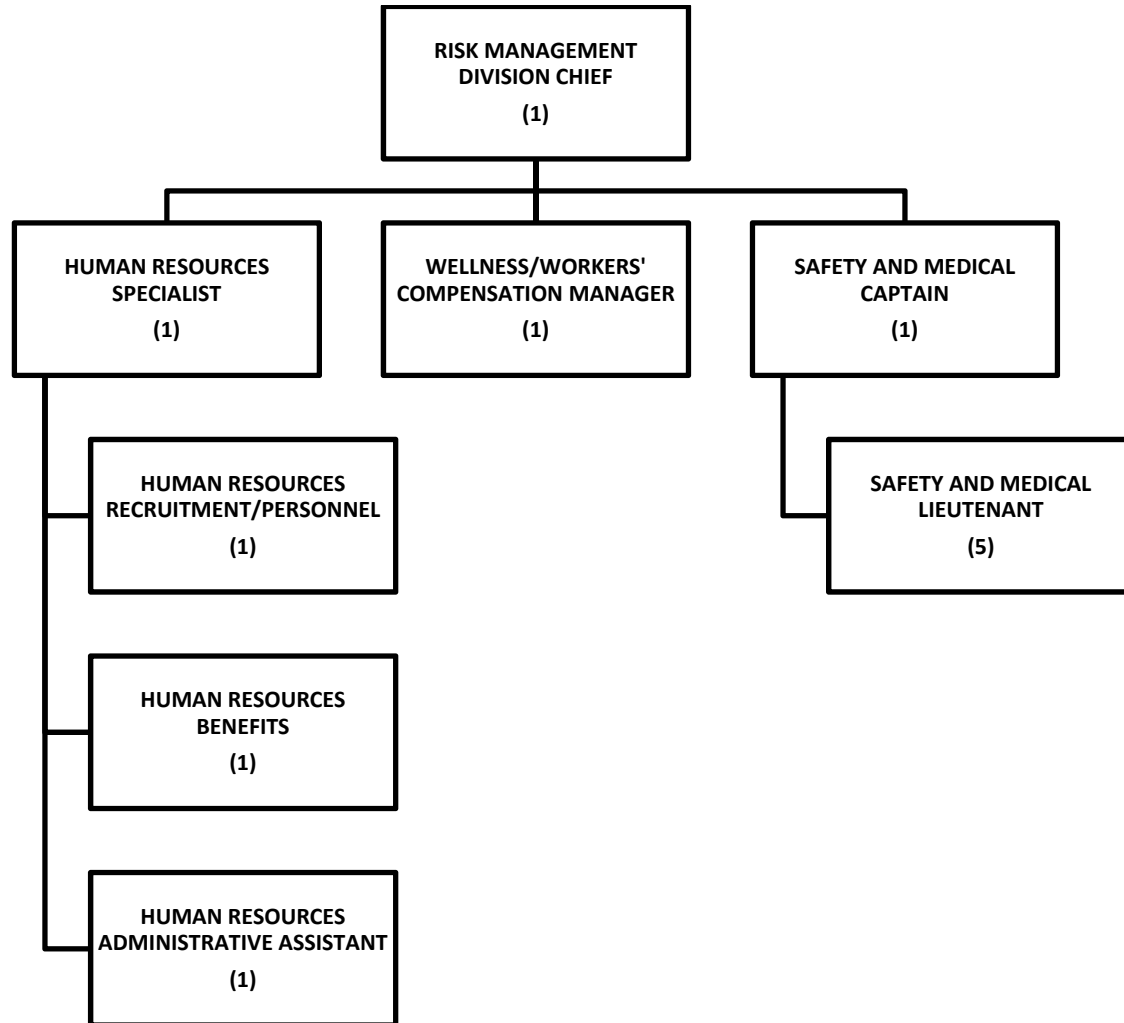 RISK MANAGEMENT
DIVISION CHIEF
(1)
HUMAN RESOURCES
SPECIALIST
(1)
WELLNESS/WORKERS'
COMPENSATION MANAGER
(1)
SAFETY AND MEDICAL
CAPTAIN
(1)
HUMAN RESOURCES
RECRUITMENT/PERSONNEL
(1)
SAFETY AND MEDICAL
LIEUTENANT
(5)
HUMAN RESOURCES
BENEFITS
(1)
HUMAN RESOURCES
ADMINISTRATIVE ASSISTANT
(1)